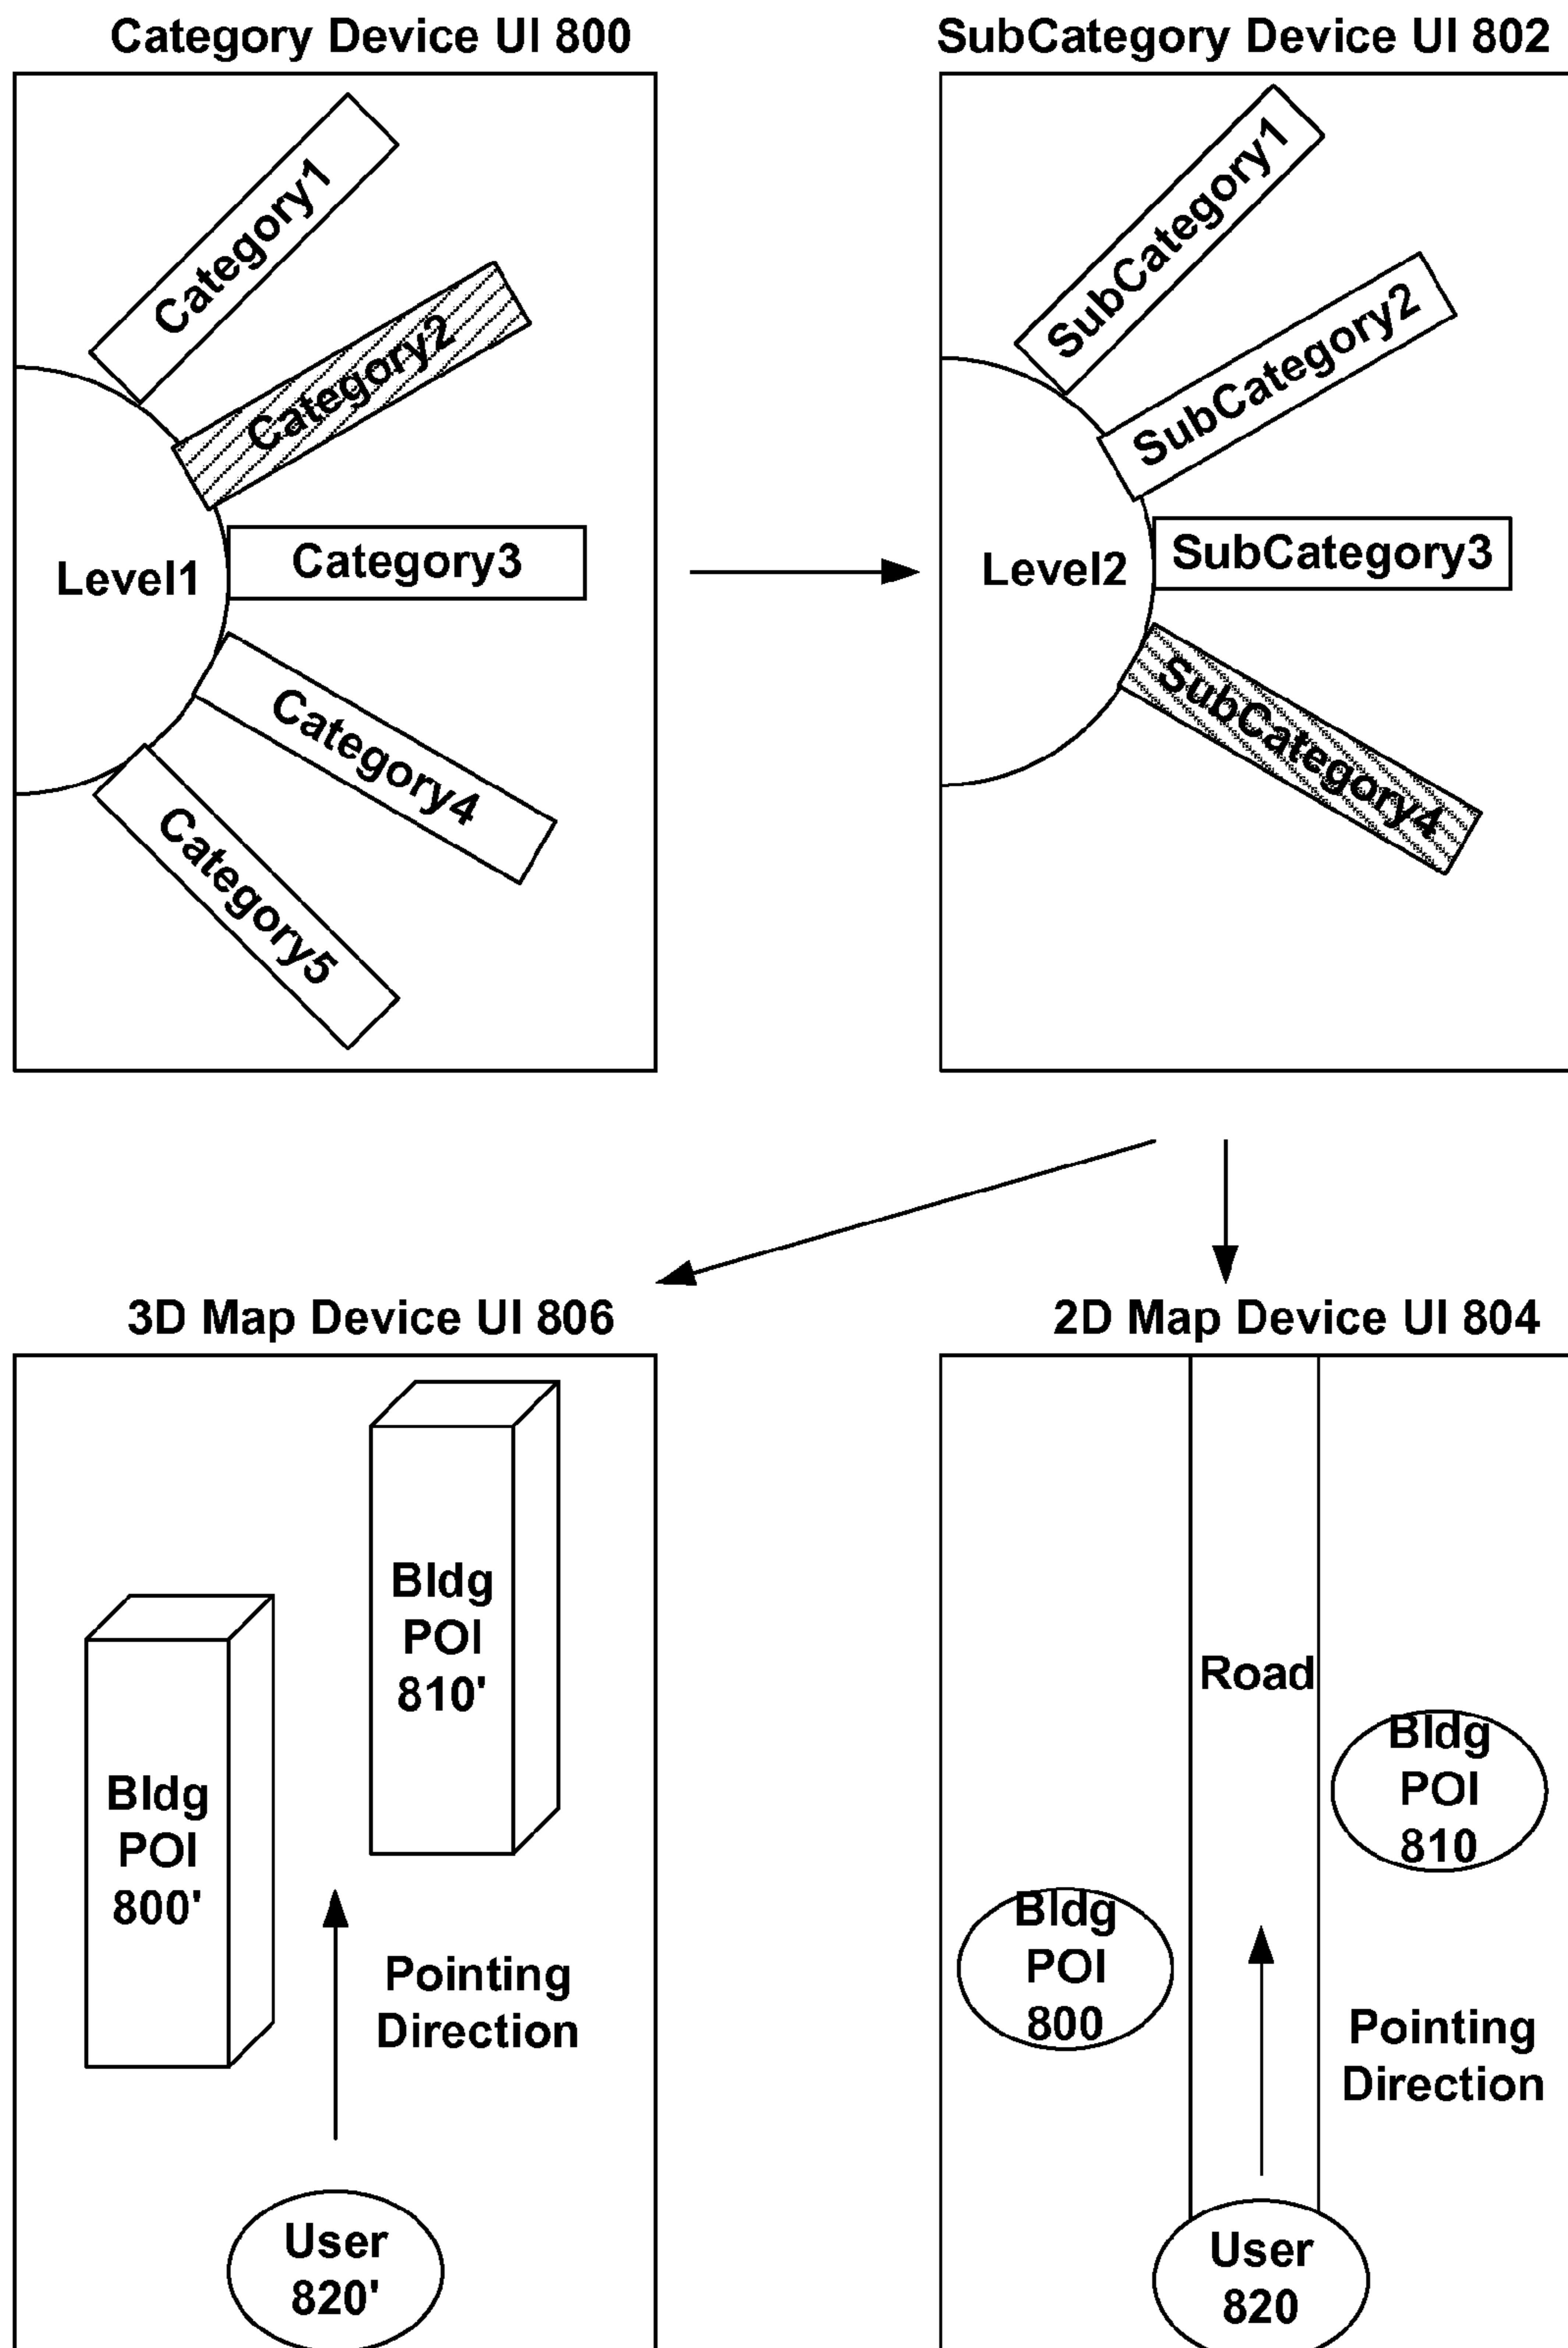 Category Device UI 800
Category1
Category2
Category3
Level1
Category4
Category5
SubCategory Device UI 802
SubCategory1
SubCategory2
SubCategory3
Level2
SubCategory4
3D Map Device UI 806
Bldg
POI
810'
Bldg
POI
800'
Pointing
Direction
User
820'
2D Map Device UI 804
Road
Bldg
POI
810
Bldg
POI
800
Pointing
Direction
User
820